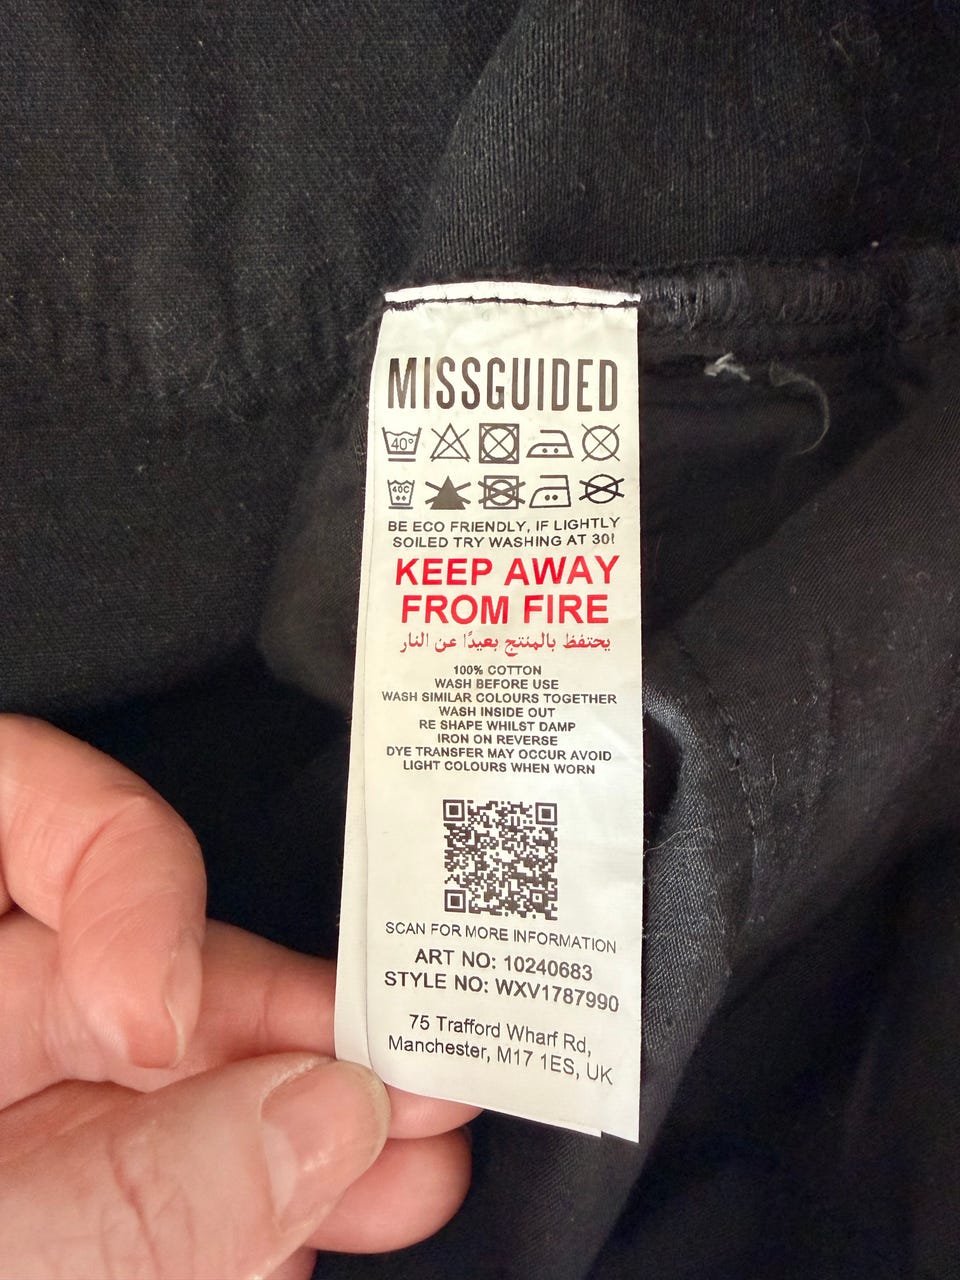 MISSGUIDED
40°
40C
BE ECO FRIENDLY, IF LIGHTLY
SOILED TRY WASHING AT 30!
KEEP AWAY
FROM FIRE
يحتفظ بالمنتج بعيدًا عن النار
100% COTTON
WASH BEFORE USE
WASH SIMILAR COLOURS TOGETHER
WASH INSIDE OUT
RE SHAPE WHILST DAMP
IRON ON REVERSE
DYE TRANSFER MAY OCCUR AVOID
LIGHT COLOURS WHEN WORN
SCAN FOR MORE INFORMATION
ART NO: 10240683
STYLE NO: WXV1787990
75 Trafford Wharf Rd,
Manchester, M17 1ES, UK